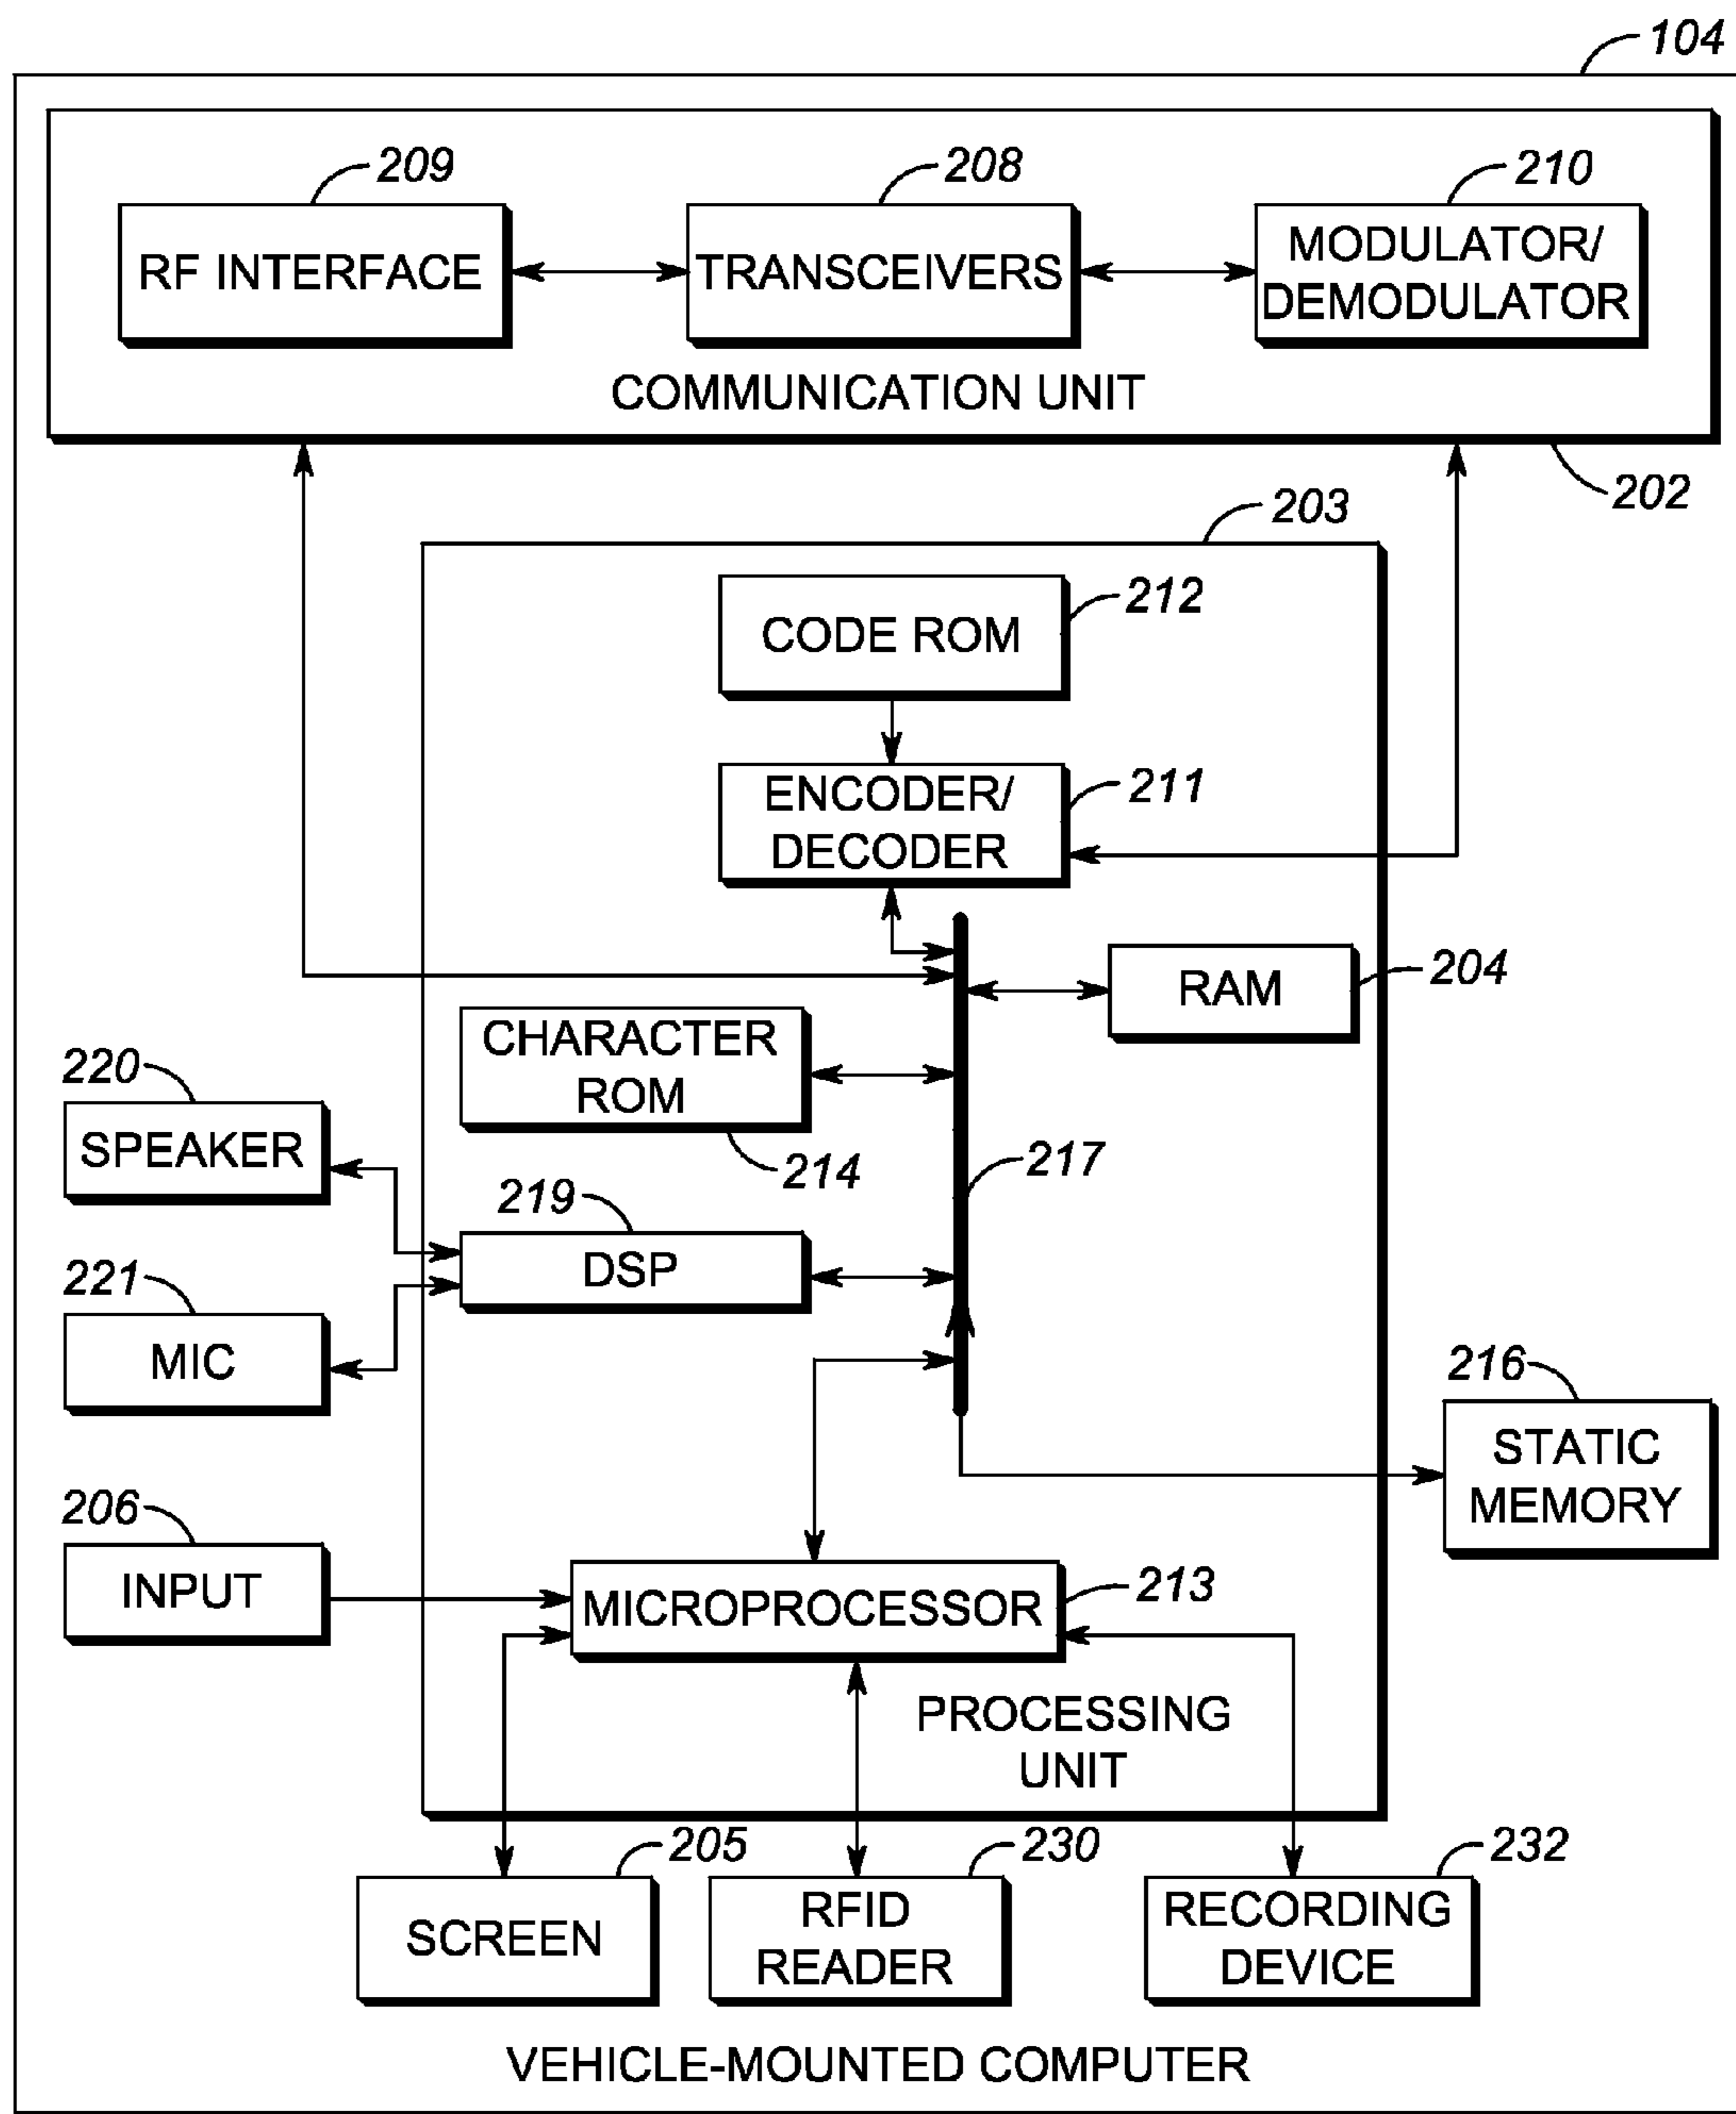 104
209
208
210
RF INTERFACE
TRANSCEIVERS
MODULATOR/
DEMODULATOR
COMMUNICATION UNIT
202
203
CODE ROM
212
ENCODER/
DECODER
211
RAM
204
CHARACTER
ROM
214
217
220
SPEAKER
219
DSP
221
MIC
216
STATIC
MEMORY
206
INPUT
MICROPROCESSOR
213
PROCESSING
UNIT
205
SCREEN
230
RFID
READER
232
RECORDING
DEVICE
VEHICLE-MOUNTED COMPUTER